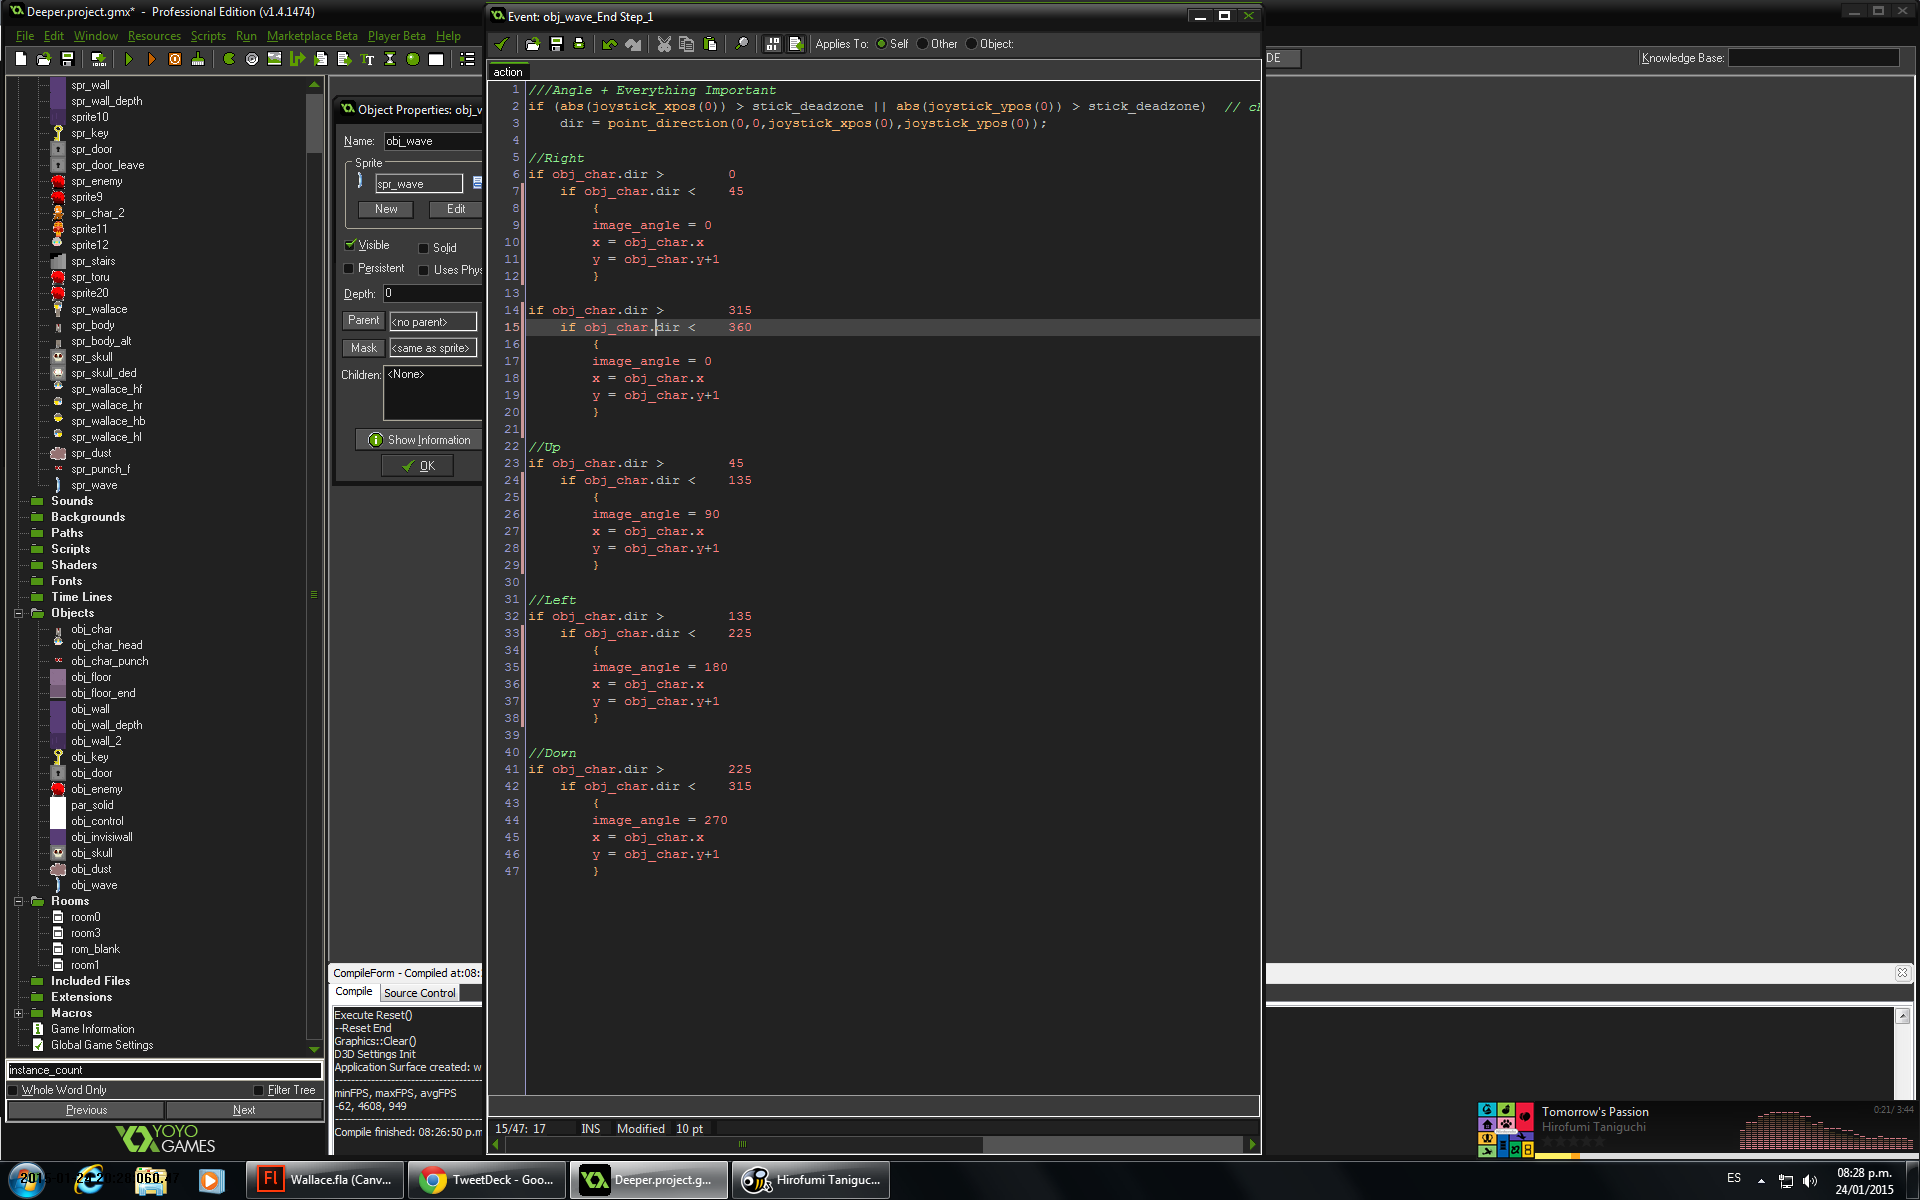 Deeper.project.gmx* - Professional Edition (v1.4.1474)
File Edit Window Resources Scripts Run Marketplace Beta Player Beta Help
Knowledge Base:
spr_wall
spr_wall_depth
sprite10
spr_key
spr_door
spr_door_leave
spr_enemy
sprite9
spr_char_2
sprite11
sprite12
spr_stairs
spr_toru
sprite20
spr_wallace
spr_body
spr_body_alt
spr_skull
spr_skull_ded
spr_wallace_hf
spr_wallace_hr
spr_wallace_hb
spr_wallace_hl
spr_dust
spr_punch_f
spr_wave
Sounds
Backgrounds
Paths
Scripts
Shaders
Fonts
Time Lines
Objects
obj_char
obj_char_head
obj_char_punch
obj_floor
obj_floor_end
obj_wall
obj_wall_depth
obj_wall_2
obj_key
obj_door
obj_enemy
par_solid
obj_control
obj_invisiwall
obj_skull
obj_dust
obj_wave
Rooms
room0
room3
rom_blank
room1
Included Files
Extensions
Macros
Game Information
Global Game Settings
instance_count
Whole Word Only Filter Tree
Previous Next
YOYO GAMES
Object Properties: obj_w
Name: obj_wave
Sprite
spr_wave
New Edit
Visible Solid
Persistent Uses Phys
Depth: 0
Parent <no parent>
Mask <same as sprite>
Children: <None>
Show Information
OK
CompileForm - Compiled at:08:
Compile Source Control
Execute Reset()
--Reset End
Graphics::Clear()
D3D Settings Init
Application Surface created: w
minFPS, maxFPS, avgFPS
-62, 4608, 949
Compile finished: 08:26:50 p.m
Event: obj_wave_End Step_1
Applies To: Self Other Object:
DE
action
1 ///Angle + Everything Important
2 if (abs(joystick_xpos(0)) > stick_deadzone || abs(joystick_ypos(0)) > stick_deadzone) // c
3 dir = point_direction(0,0,joystick_xpos(0),joystick_ypos(0));
4
5 //Right
6 if obj_char.dir > 0
7 if obj_char.dir < 45
8 {
9 image_angle = 0
10 x = obj_char.x
11 y = obj_char.y+1
12 }
13
14 if obj_char.dir > 315
15 if obj_char.dir < 360
16 {
17 image_angle = 0
18 x = obj_char.x
19 y = obj_char.y+1
20 }
21
22 //Up
23 if obj_char.dir > 45
24 if obj_char.dir < 135
25 {
26 image_angle = 90
27 x = obj_char.x
28 y = obj_char.y+1
29 }
30
31 //Left
32 if obj_char.dir > 135
33 if obj_char.dir < 225
34 {
35 image_angle = 180
36 x = obj_char.x
37 y = obj_char.y+1
38 }
39
40 //Down
41 if obj_char.dir > 225
42 if obj_char.dir < 315
43 {
44 image_angle = 270
45 x = obj_char.x
46 y = obj_char.y+1
47 }
15/47: 17 INS Modified 10 pt
Tomorrow's Passion 0:21/ 3:44
Hirofumi Taniguchi
Wallace.fla (Canv... TweetDeck - Goo... Deeper.project.g... Hirofumi Taniguc...
ES
08:28 p.m.
24/01/2015